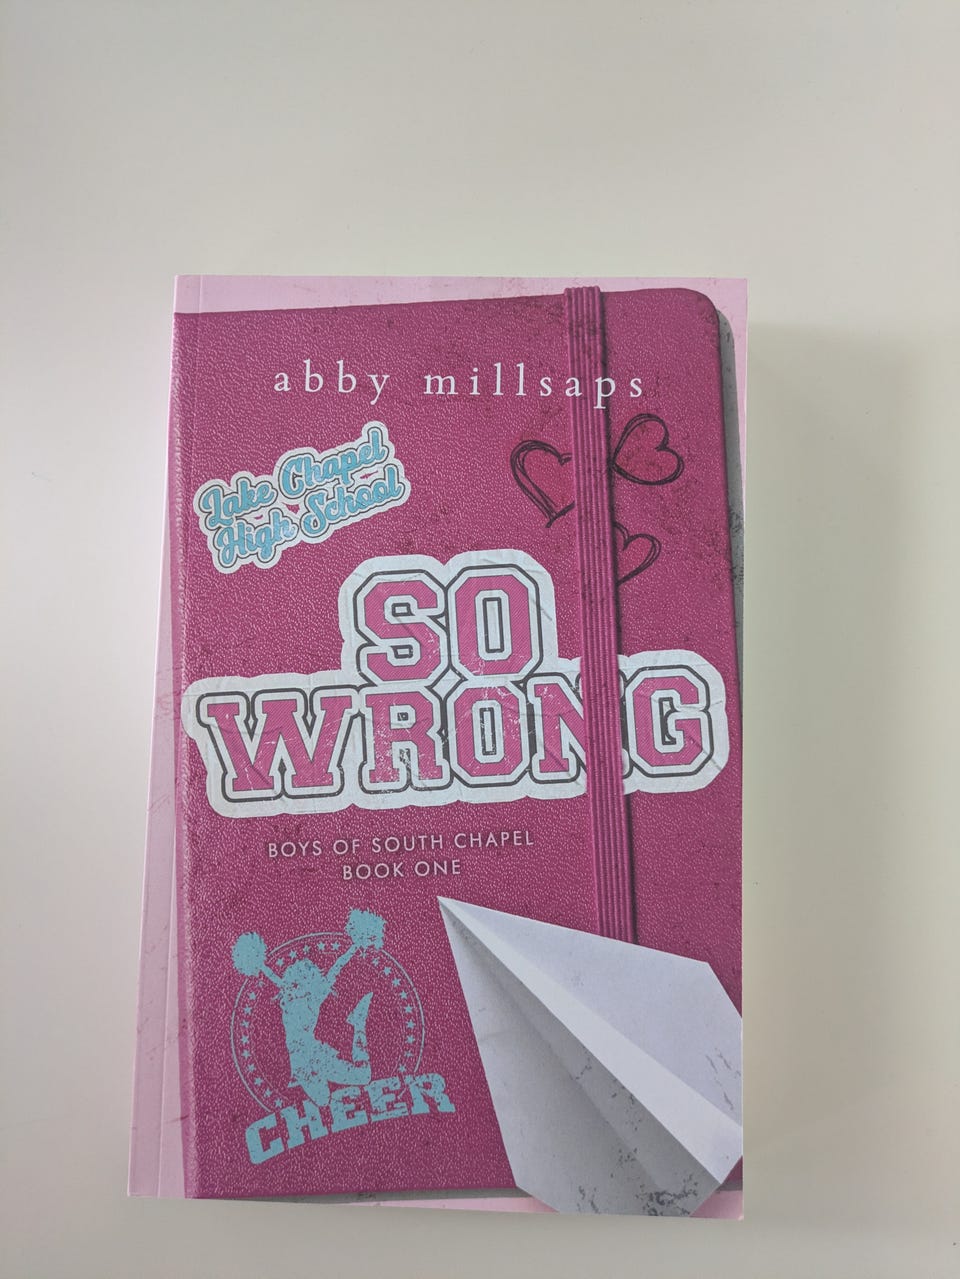 abby millsaps
Lake Chapel
High School
SO
WRONG
BOYS OF SOUTH CHAPEL
BOOK ONE
CHEER